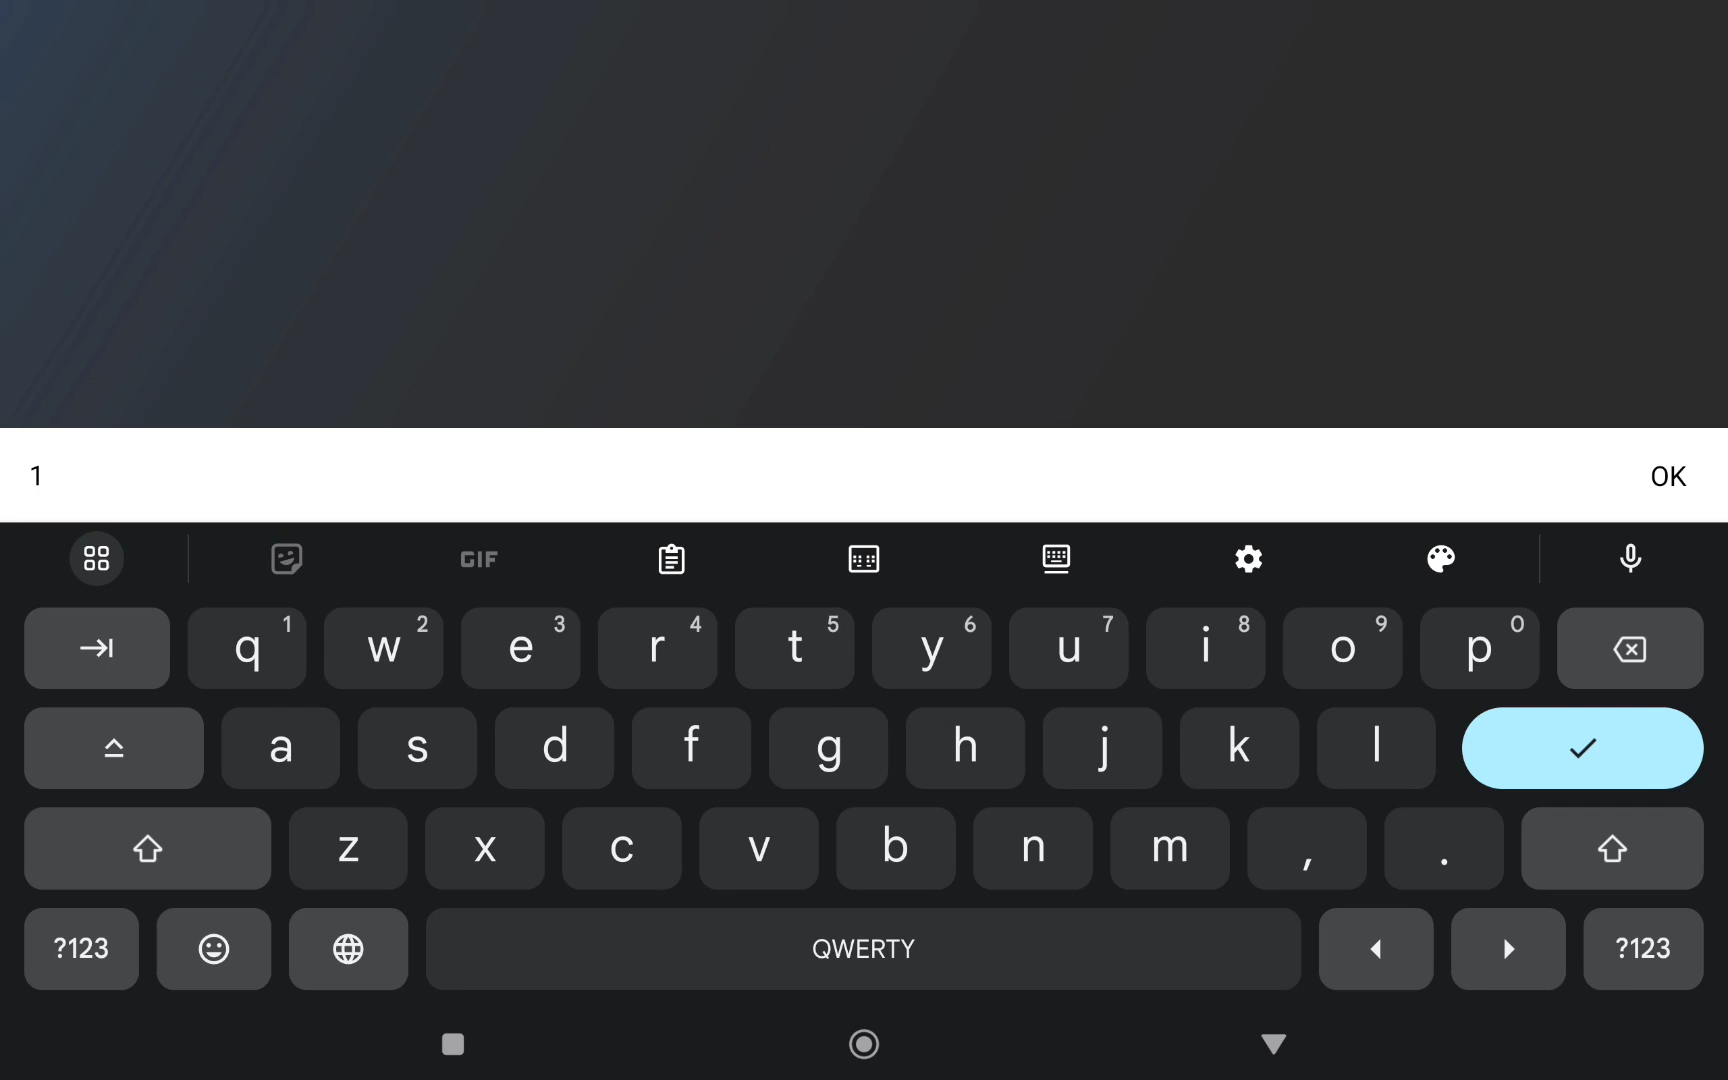 1 OK
GIF
q 1 w 2 e 3 r 4 t 5 y 6 u 7 i 8 o 9 p 0
a s d f g h j k l
z x c v b n m , .
?123 QWERTY ?123